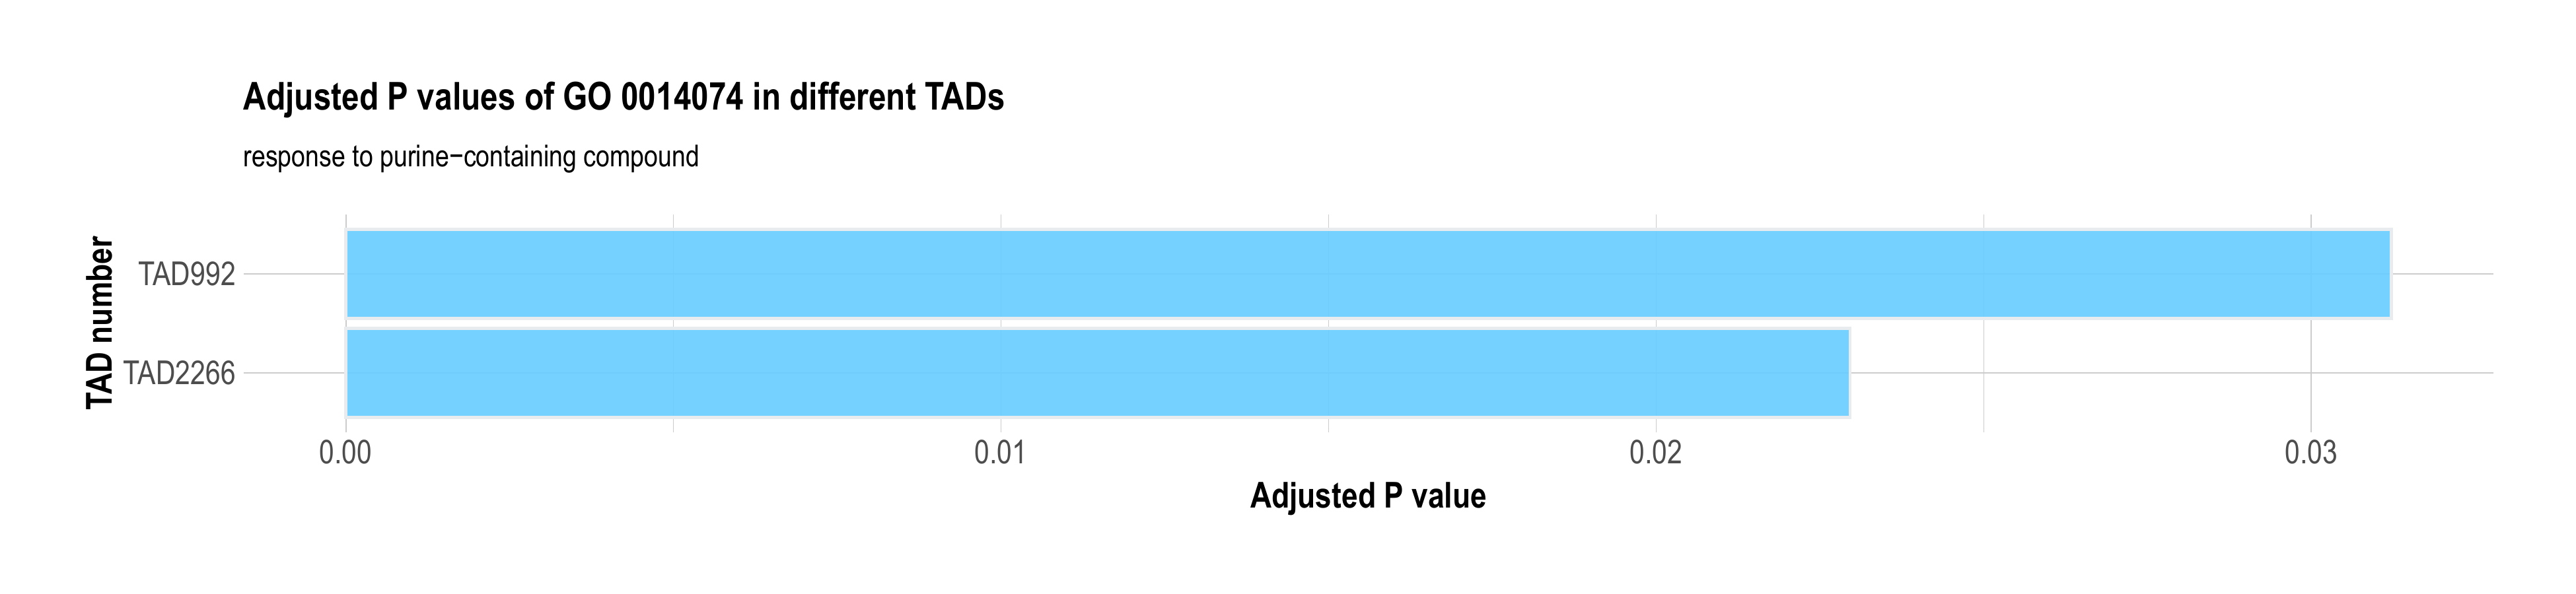 Adjusted P values of GO 0014074 in different TADs
response to purine−containing compound
TAD number
TAD992
TAD2266
0.00 0.01 0.02 0.03
Adjusted P value